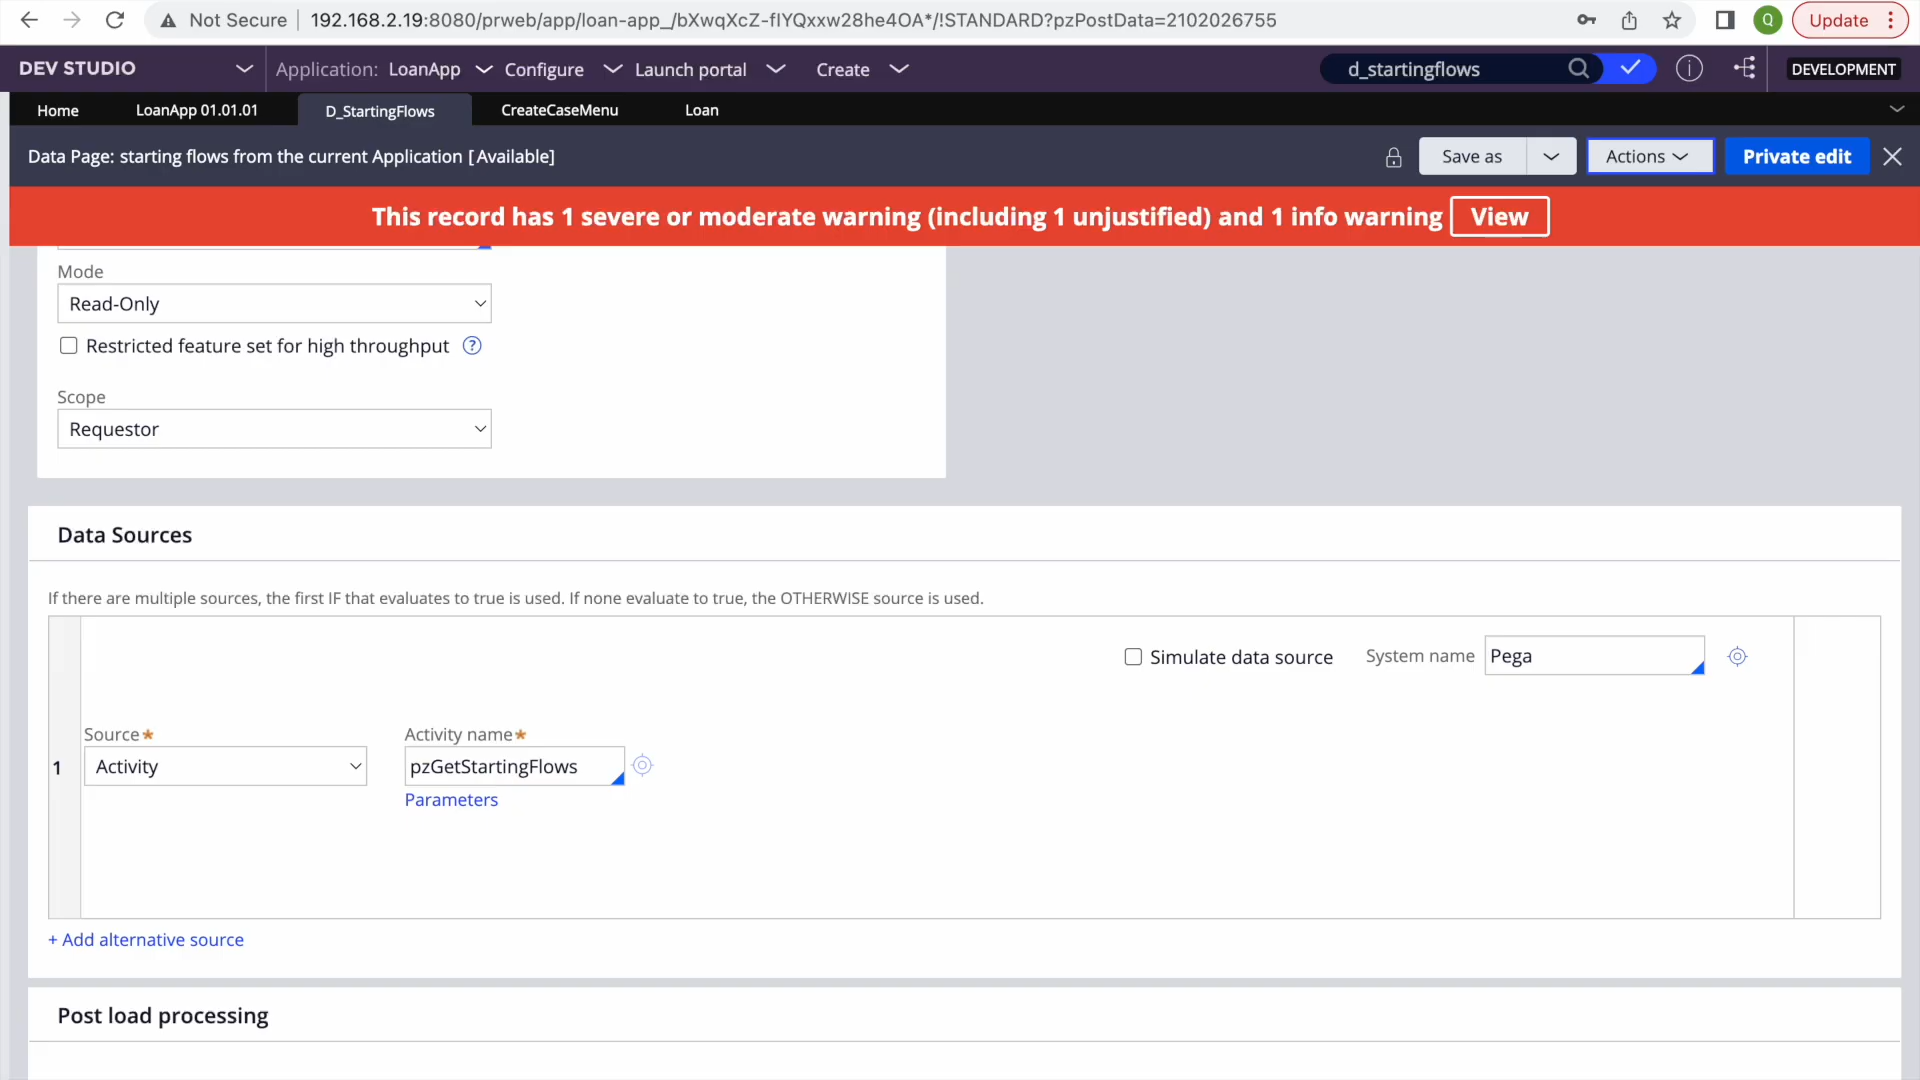 Not Secure
192.168.2.19:8080/prweb/app/loan-app_/bXwqXcZ-flYQxxw28he4OA*/!STANDARD?pzPostData=2102026755
Q
Update
DEV STUDIO
Application: LoanApp
Configure
Launch portal
Create
d_startingflows
DEVELOPMENT
Home
LoanApp 01.01.01
D_StartingFlows
CreateCaseMenu
Loan
Data Page: starting flows from the current Application [Available]
Save as
Actions
Private edit
This record has 1 severe or moderate warning (including 1 unjustified) and 1 info warning
View
Mode
Read-Only
Restricted feature set for high throughput ?
Scope
Requestor
Data Sources
If there are multiple sources, the first IF that evaluates to true is used. If none evaluate to true, the OTHERWISE source is used.
Simulate data source
System name
Pega
Source*
Activity name*
1
Activity
pzGetStartingFlows
Parameters
+ Add alternative source
Post load processing